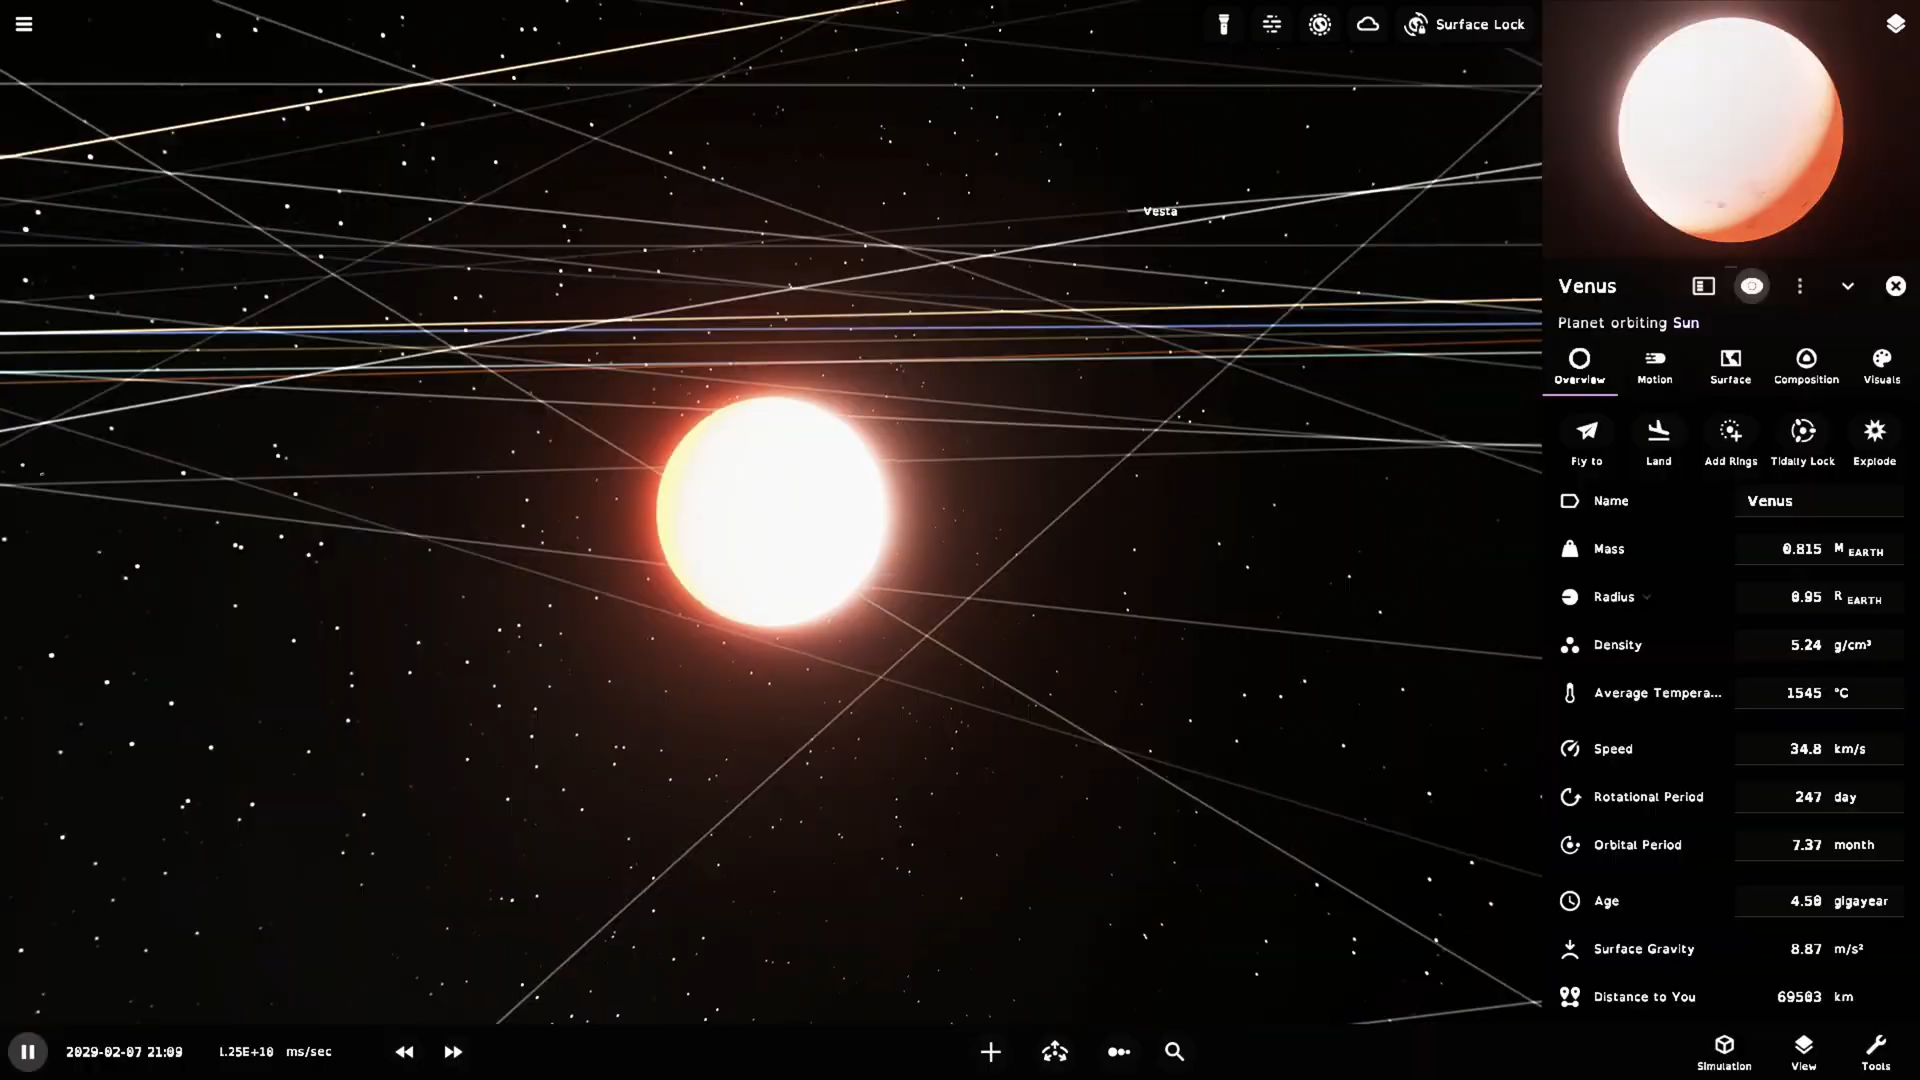 Surface Lock
Vesta
Venus
Planet orbiting Sun
Overview Motion Surface Composition Visuals
Fly to Land Add Rings Tidally Lock Explode
Name Venus
Mass 0.815 M EARTH
Radius 0.95 R EARTH
Density 5.24 g/cm³
Average Tempera... 1545 °C
Speed 34.8 km/s
Rotational Period 247 day
Orbital Period 7.37 month
Age 4.50 gigayear
Surface Gravity 8.87 m/s²
Distance to You 69503 km
2029-02-07 21:09 1.25E+10 ms/sec
Simulation View Tools